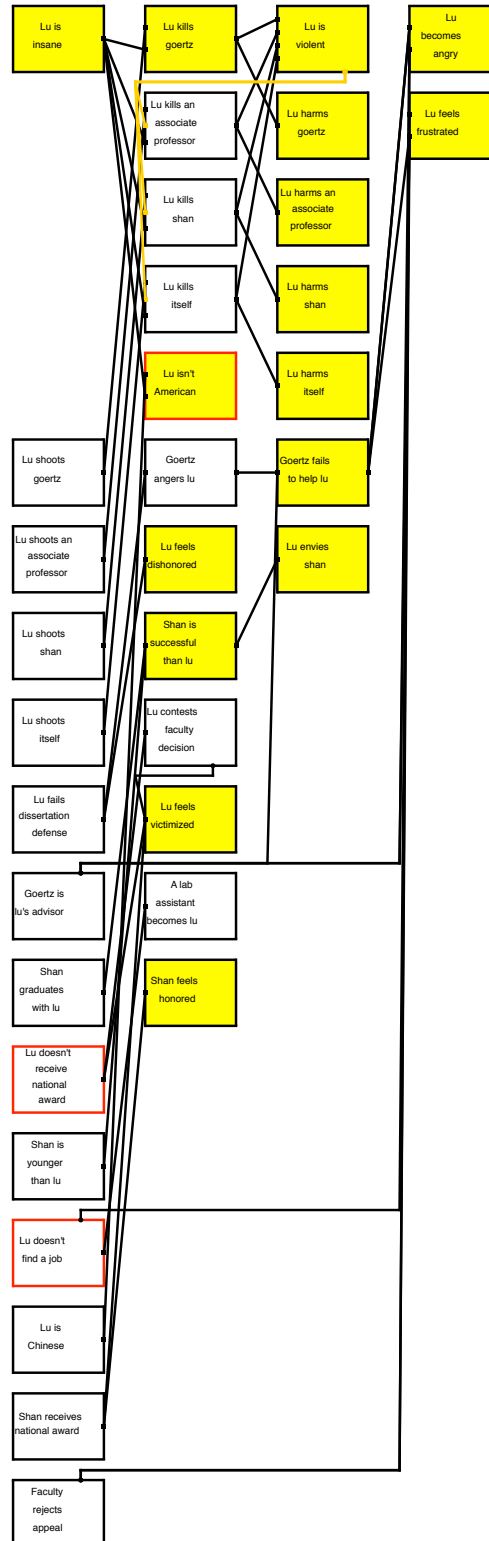 Lu is
insane
Lu kills
goertz
Lu is
violent
Lu
becomes
angry
Lu kills an
associate
professor
Lu harms
goertz
Lu feels
frustrated
Lu kills
shan
Lu harms an
associate
professor
Lu kills
itself
Lu harms
shan
Lu isn't
American
Lu harms
itself
Lu shoots
goertz
Goertz
angers lu
Goertz fails
to help lu
Lu shoots an
associate
professor
Lu feels
dishonored
Lu envies
shan
Lu shoots
shan
Shan is
successful
than lu
Lu shoots
itself
Lu contests
faculty
decision
Lu fails
dissertation
defense
Lu feels
victimized
Goertz is
lu's advisor
A lab
assistant
becomes lu
Shan
graduates
with lu
Shan feels
honored
Lu doesn't
receive
national
award
Shan is
younger
than lu
Lu doesn't
find a job
Lu is
Chinese
Shan receives
national award
Faculty
rejects
appeal